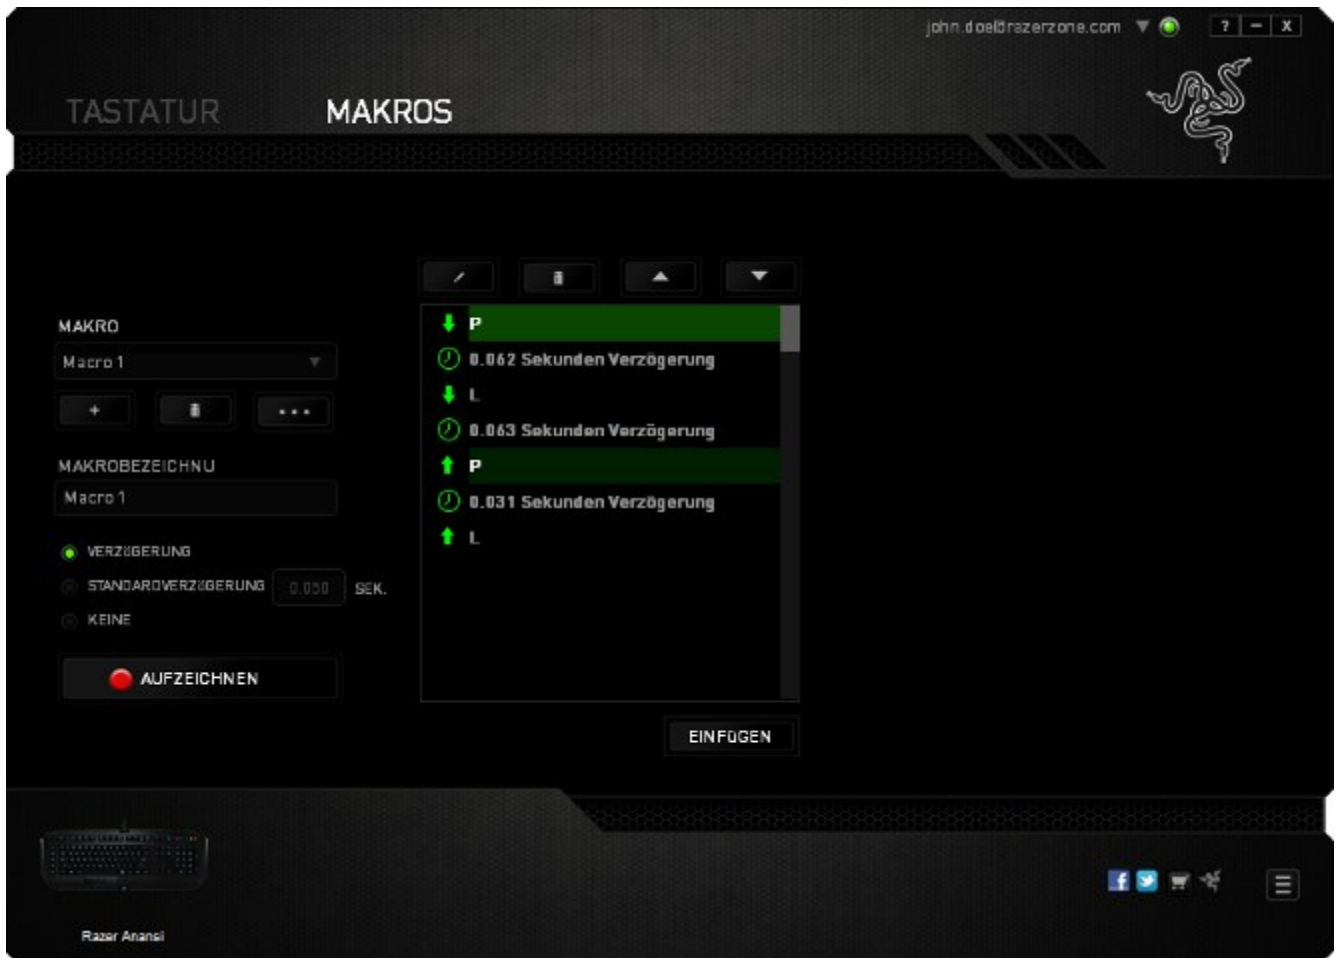 john.doe@razerzone.com
? – X
TASTATUR
MAKROS
MAKRO
Macro 1
+
...
MAKROBEZEICHNU
Macro 1
VERZÖGERUNG
STANDARDVERZÖGERUNG 0.050 SEK.
KEINE
AUFZEICHNEN
P
0.062 Sekunden Verzögerung
L
0.063 Sekunden Verzögerung
P
0.031 Sekunden Verzögerung
L
EINFÜGEN
Razer Anansi